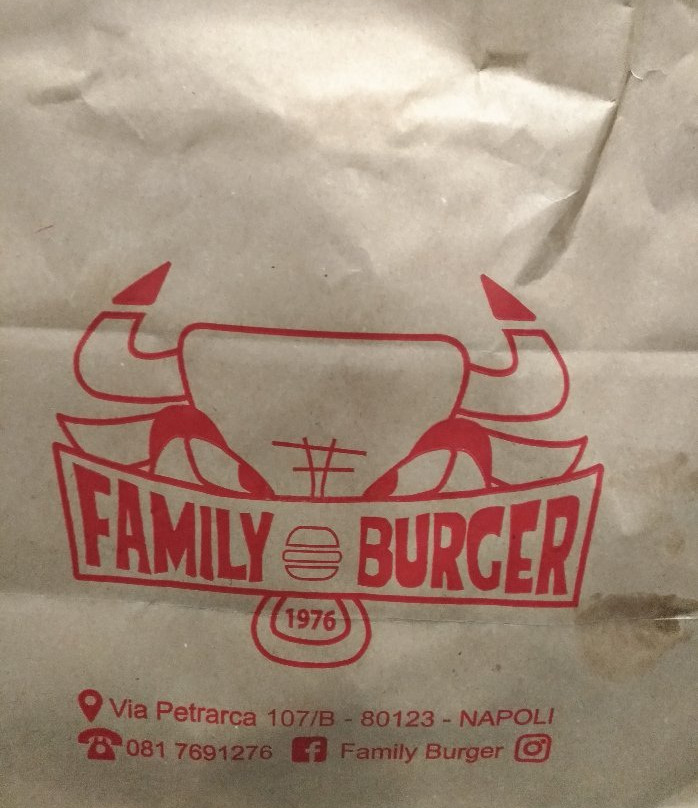 FAMILY BURGER
1976
Via Petrarca 107/B - 80123 - NAPOLI
081 7691276 Family Burger